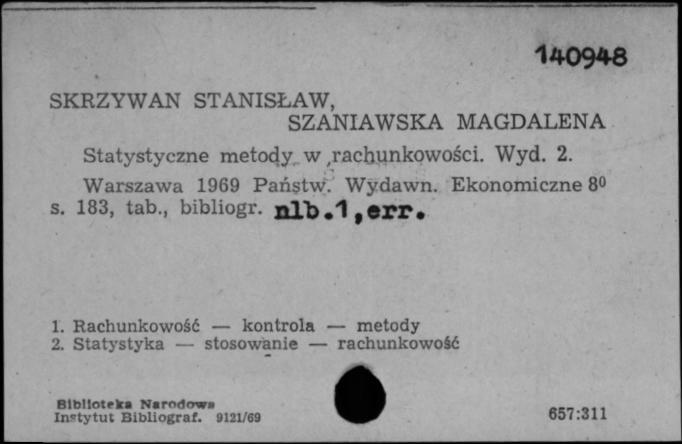 140948
SKRZYWAN STANISŁAW,
SZANIAWSKA MAGDALENA
Statystyczne metody w rachunkowości. Wyd. 2.
Warszawa 1969 Państw. Wydawn. Ekonomiczne 8⁰
s. 183, tab., bibliogr. nlb.1,err.
1. Rachunkowość — kontrola — metody
2. Statystyka — stosowanie — rachunkowość
Biblioteka Narodowa
Instytut Bibliograf. 9121/69
657:311